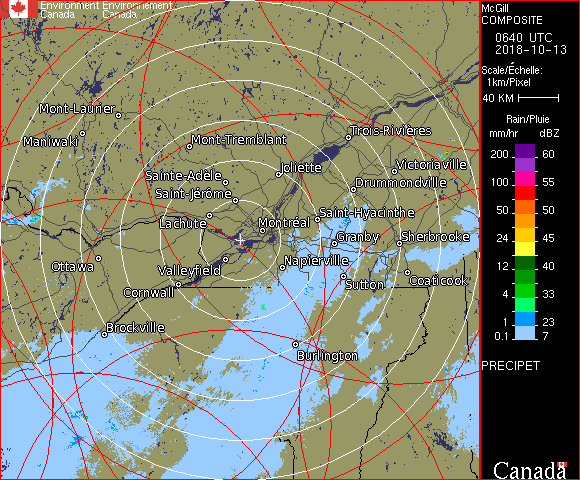 Environment Environnement
Canada Canada
McGill
COMPOSITE
0640 UTC
2018-10-13
Scale/Échelle:
1km/Pixel
40 KM
Rain/Pluie
mm/hr dBZ
200 60
100 55
50 50
24 45
12 40
4 33
1 23
0.1 7
PRECIPET
Canada
Mont-Laurier
Maniwaki
Mont-Tremblant
Trois-Rivières
Sainte-Adèle
Joliette
Victoriaville
Saint-Jérôme
Drummondville
Lachute
Montréal
Saint-Hyacinthe
Granby
Sherbrooke
Ottawa
Valleyfield
Napierville
Cornwall
Sutton
Coaticook
Brockville
Burlington